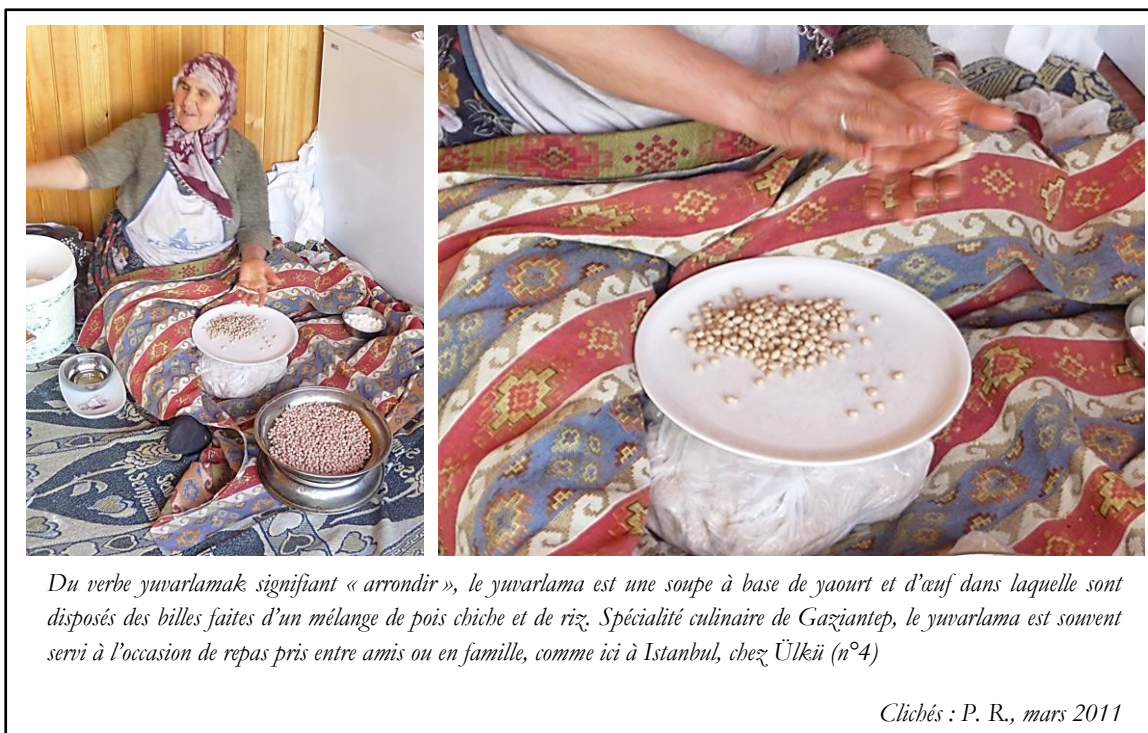 Du verbe yuvarlamak signifiant « arrondir », le yuvarlama est une soupe à base de yaourt et d’œuf dans laquelle sont
disposés des billes faites d’un mélange de pois chiche et de riz. Spécialité culinaire de Gaziantep, le yuvarlama est souvent
servi à l’occasion de repas pris entre amis ou en famille, comme ici à Istanbul, chez Ülkü (n°4)
Clichés : P. R., mars 2011